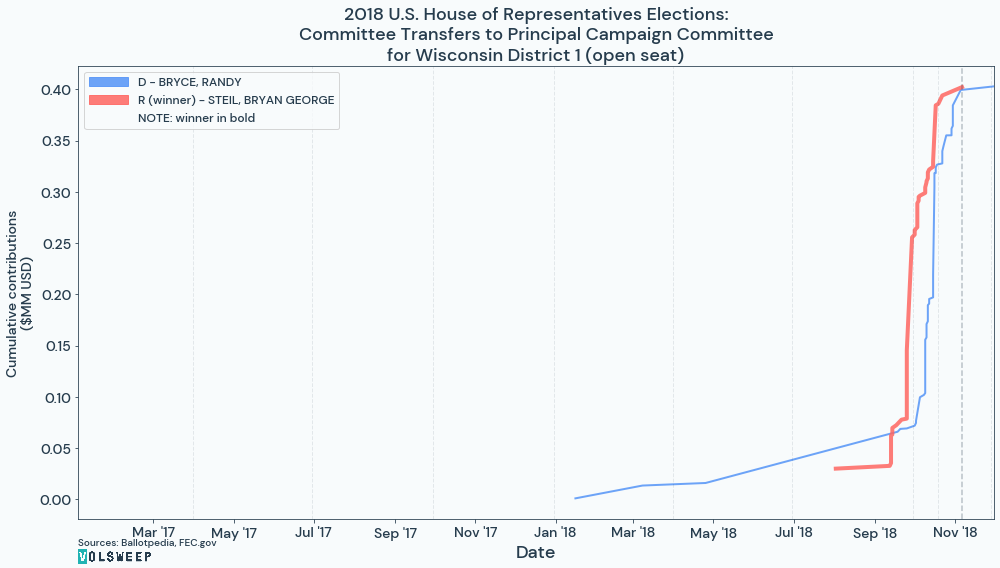 2018 U.S. House of Representatives Elections:
Committee Transfers to Principal Campaign Committee
for Wisconsin District 1 (open seat)
D - BRYCE, RANDY
R (winner) - STEIL, BRYAN GEORGE
NOTE: winner in bold
0.40
0.35
0.30
0.25
0.20
0.15
0.10
0.05
0.00
Cumulative contributions
($MM USD)
Mar '17
May '17
Jul '17
Sep '17
Nov '17
Jan '18
Mar '18
May '18
Jul '18
Sep '18
Nov '18
Date
Sources: Ballotpedia, FEC.gov
VOLSWEEP